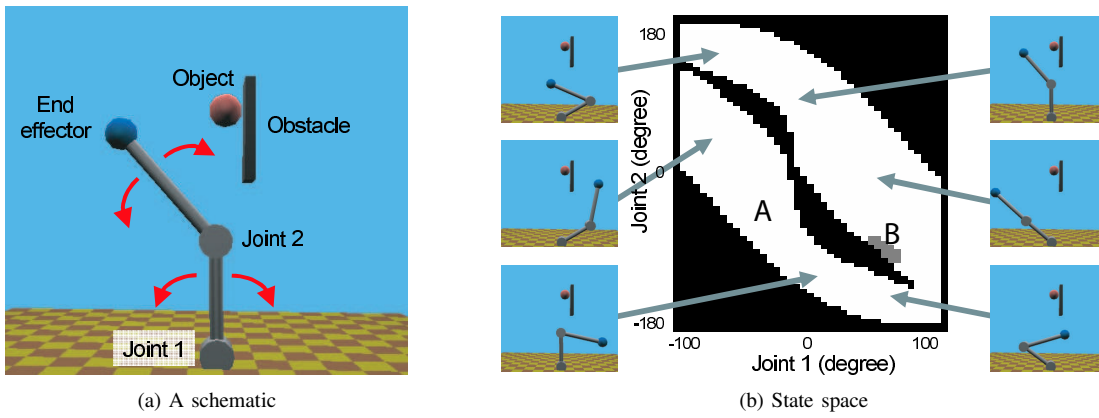 Object
End
effector
Obstacle
Joint 2
Joint 1
(a) A schematic
180
0
-180
Joint 2 (degree)
A
B
-100
0
100
Joint 1 (degree)
(b) State space